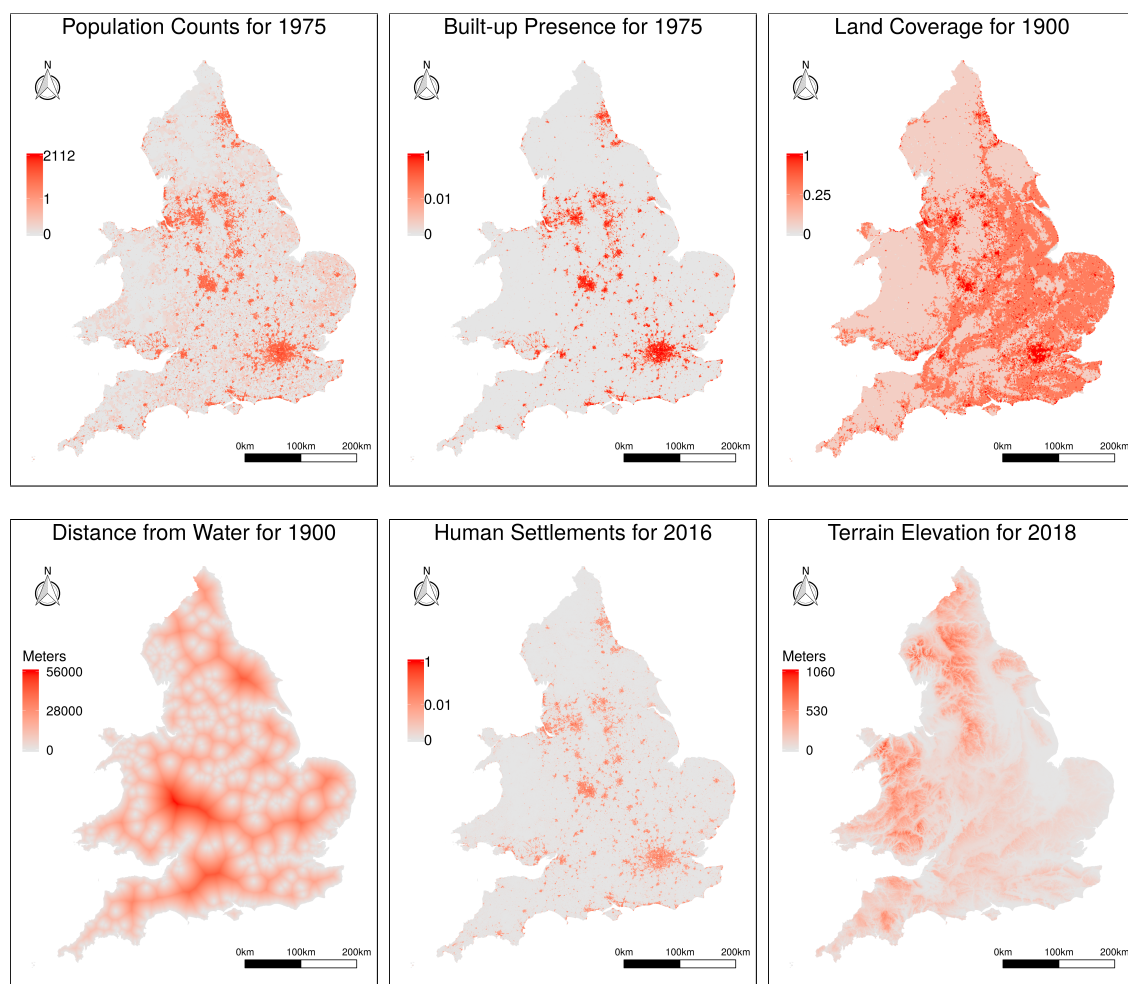 Population Counts for 1975
N
2112
1
0
0km 100km 200km
Built-up Presence for 1975
N
1
0.01
0
0km 100km 200km
Land Coverage for 1900
N
1
0.25
0
0km 100km 200km
Distance from Water for 1900
N
Meters
56000
28000
0
0km 100km 200km
Human Settlements for 2016
N
1
0.01
0
0km 100km 200km
Terrain Elevation for 2018
N
Meters
1060
530
0
0km 100km 200km